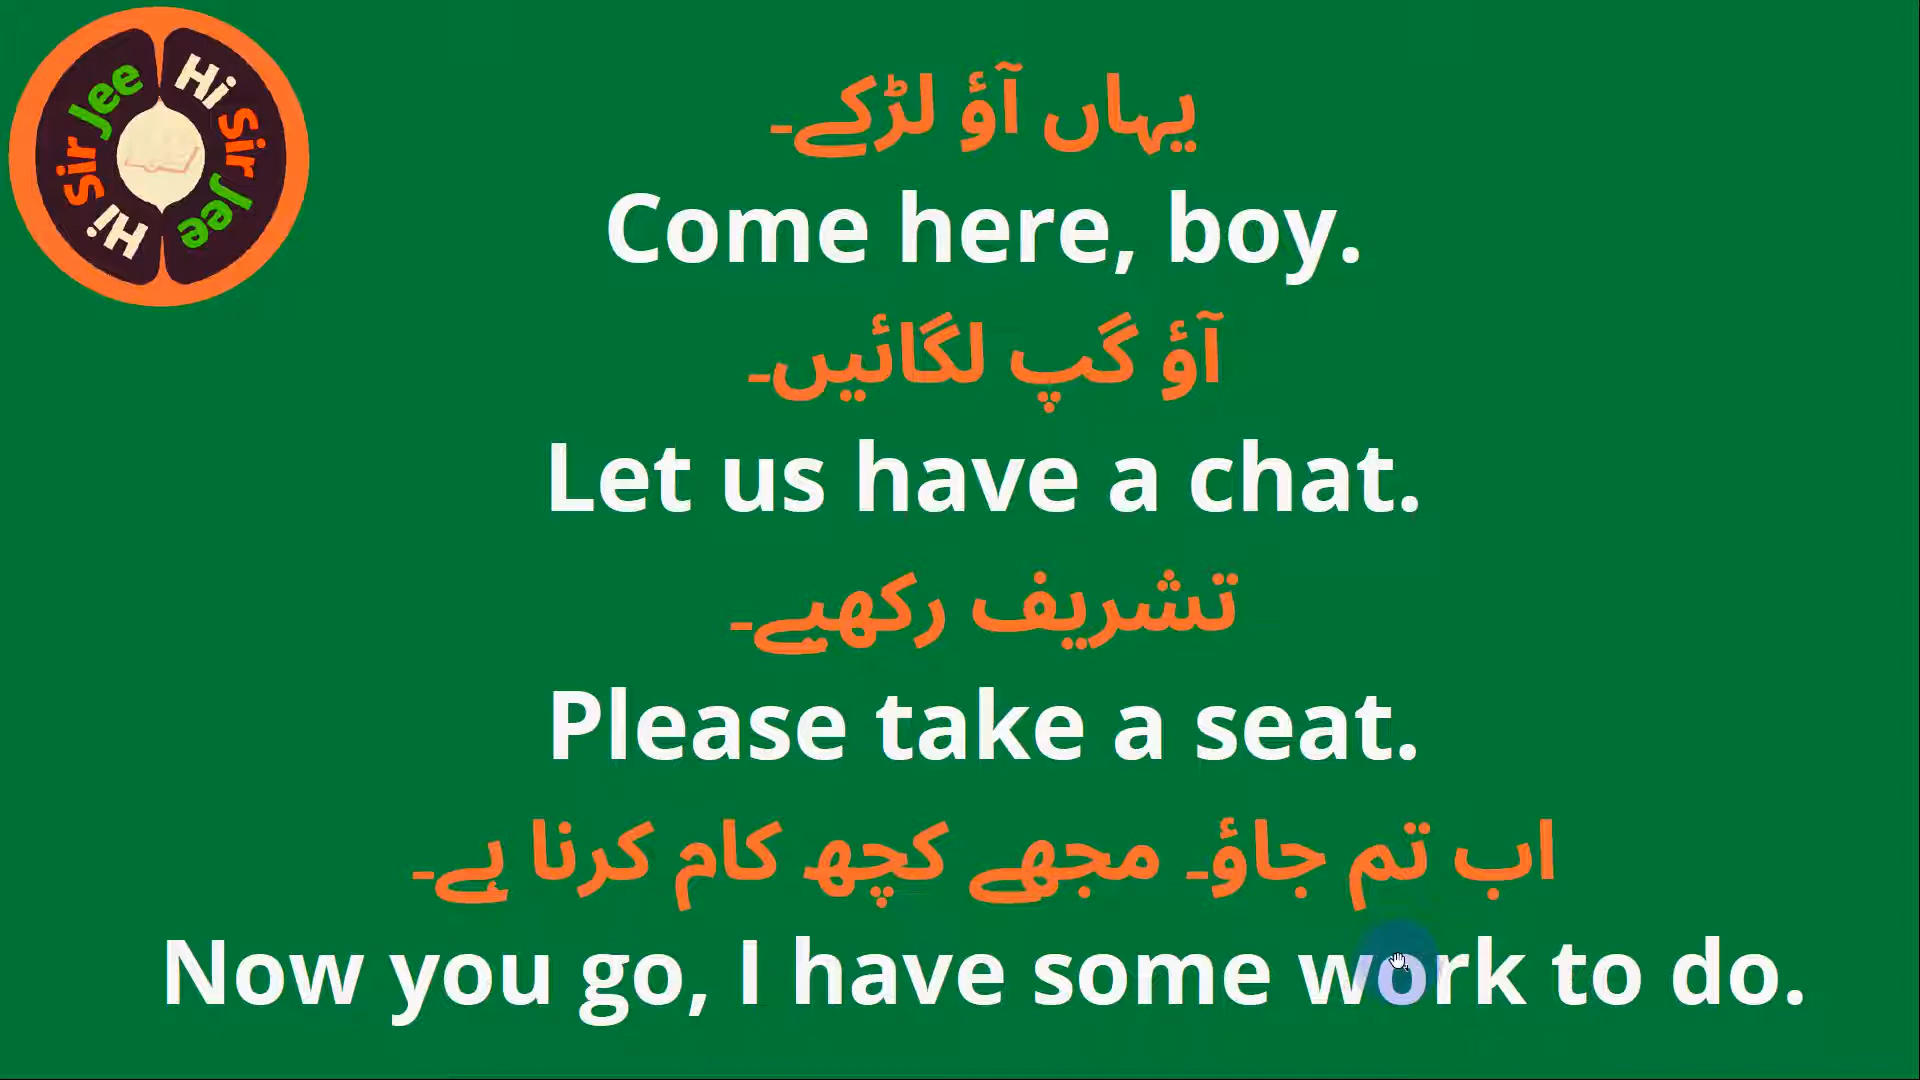 Hi Sir Jee
Hi Sir Jee
یہاں آؤ لڑکے۔
Come here, boy.
آؤ گپ لگائیں۔
Let us have a chat.
تشریف رکھیے۔
Please take a seat.
اب تم جاؤ۔ مجھے کچھ کام کرنا ہے۔
Now you go, I have some work to do.